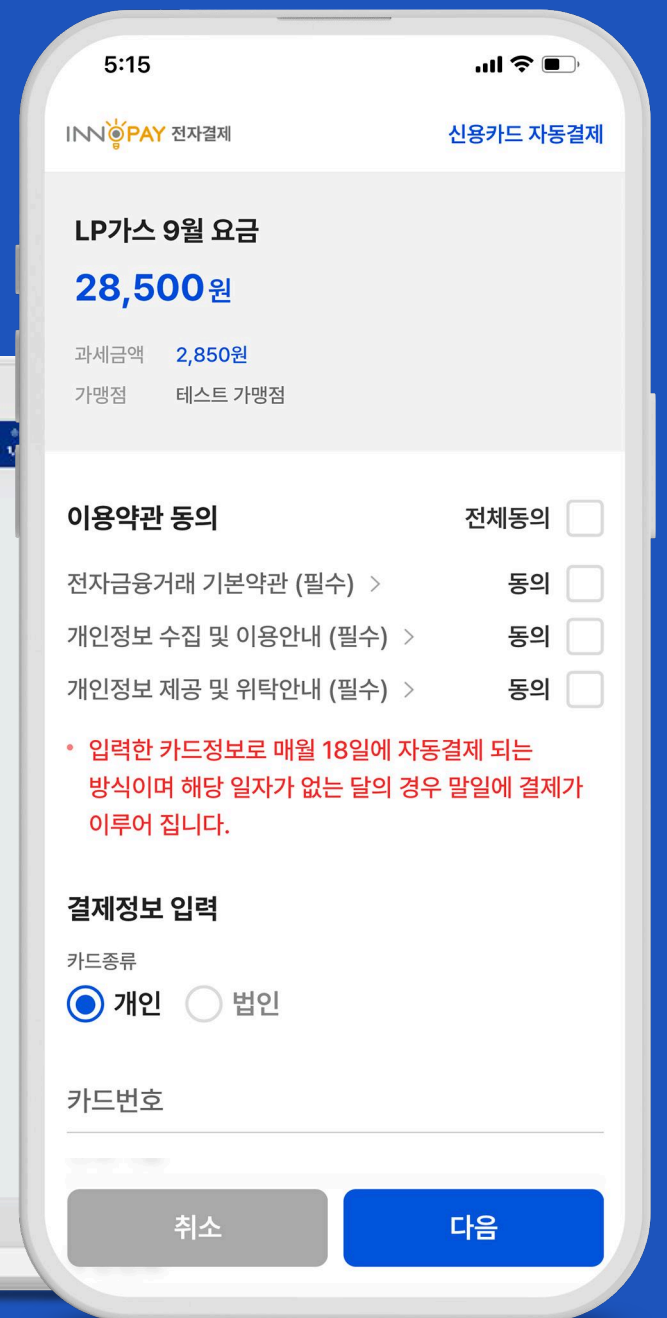 5:15
INNOPAY 전자결제
신용카드 자동결제
LP가스 9월 요금
28,500원
과세금액 2,850원
가맹점 테스트 가맹점
이용약관 동의 전체동의
전자금융거래 기본약관 (필수) > 동의
개인정보 수집 및 이용안내 (필수) > 동의
개인정보 제공 및 위탁안내 (필수) > 동의
• 입력한 카드정보로 매월 18일에 자동결제 되는
방식이며 해당 일자가 없는 달의 경우 말일에 결제가
이루어 집니다.
결제정보 입력
카드종류
개인 법인
카드번호
취소 다음